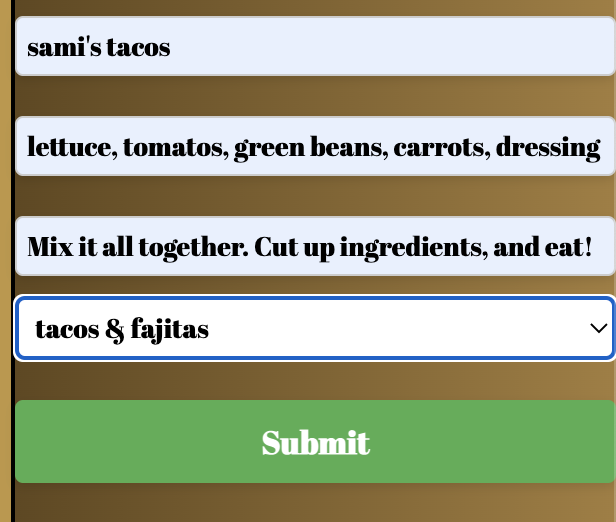 sami's tacos
lettuce, tomatos, green beans, carrots, dressing
Mix it all together. Cut up ingredients, and eat!
tacos & fajitas
Submit